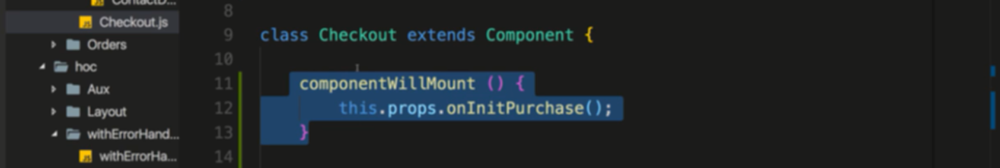 ContactD...
Checkout.js
Orders
hoc
Aux
Layout
withErrorHand...
withErrorHa...
8
9 class Checkout extends Component {
10
11 componentWillMount () {
12 this.props.onInitPurchase();
13 }
14